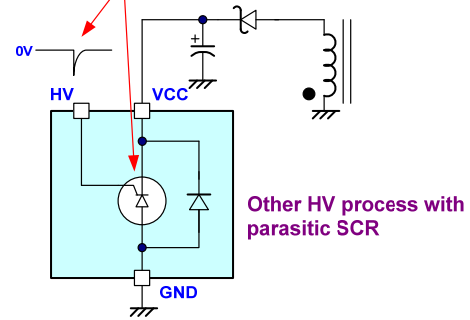 0V
+
HV
VCC
Other HV process with
parasitic SCR
GND